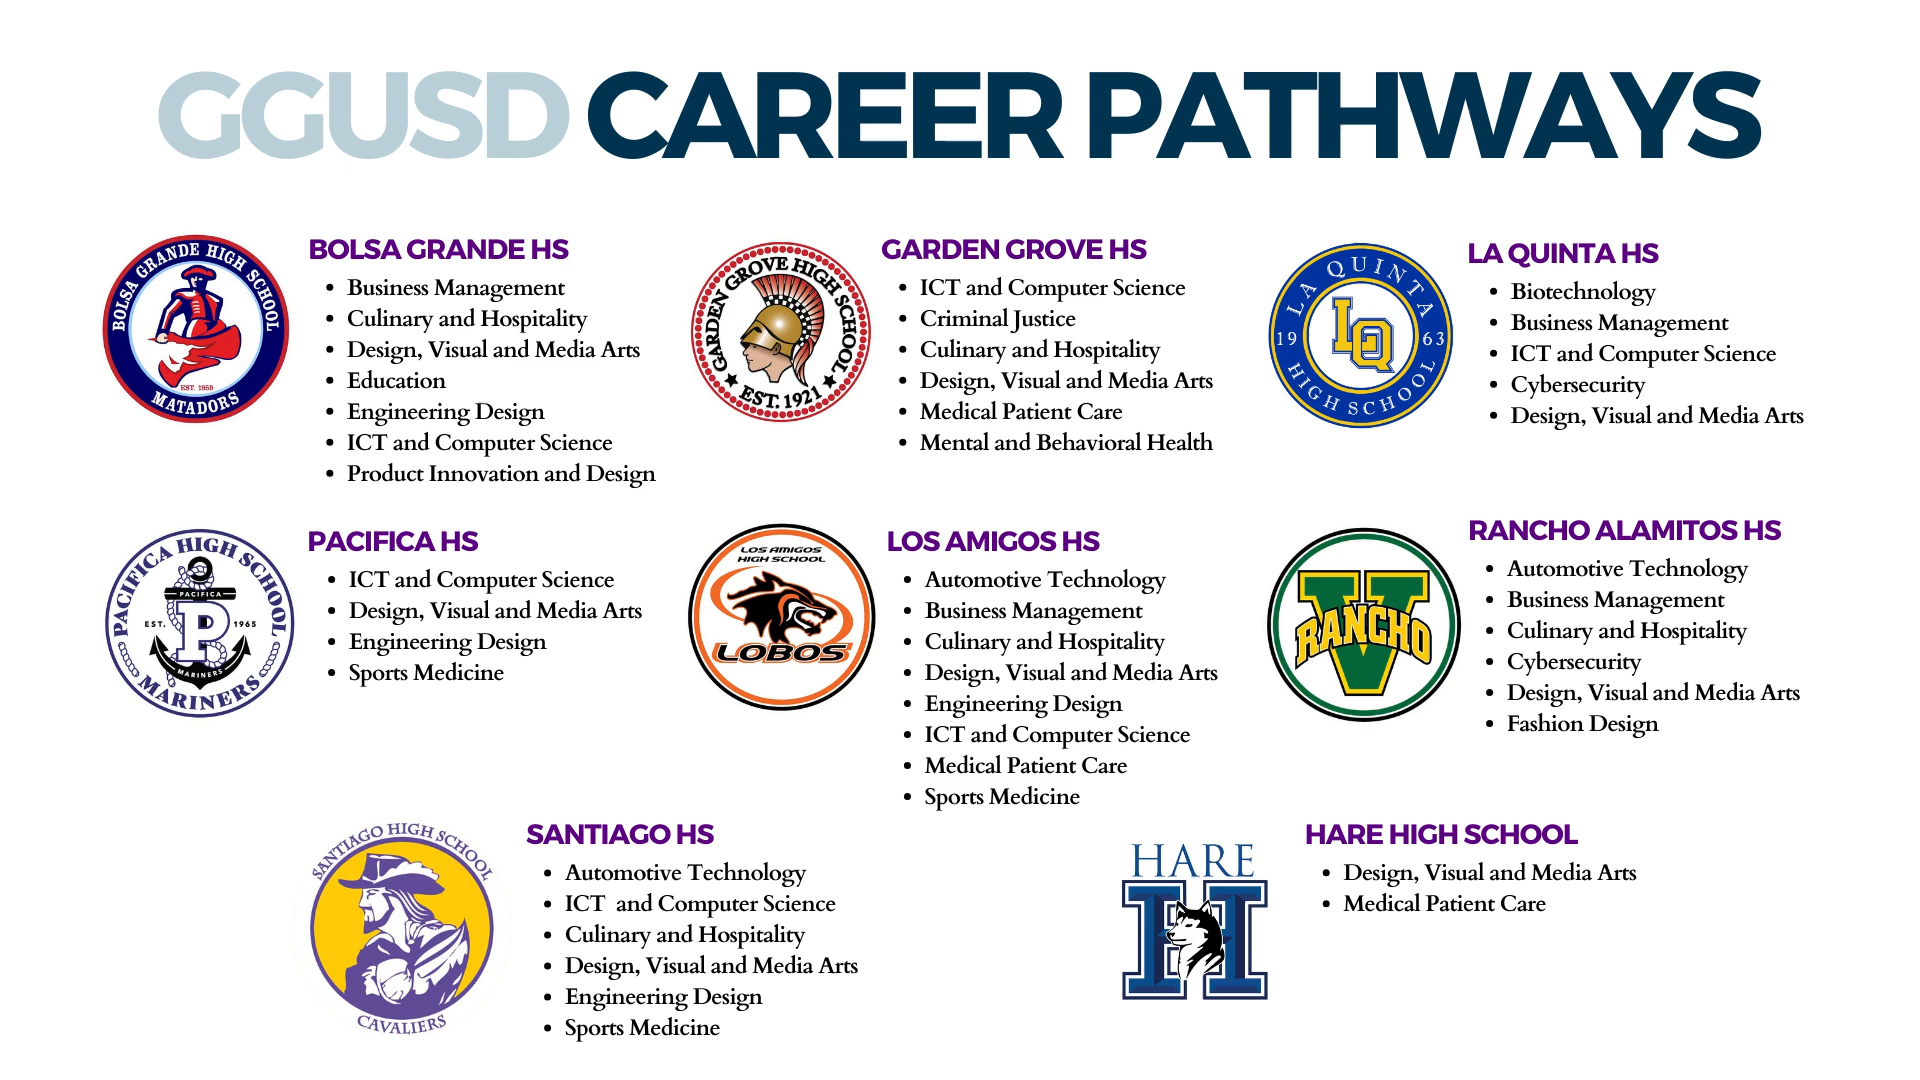 GGUSD CAREER PATHWAYS
BOLSA GRANDE HIGH SCHOOL
EST. 1959
MATADORS
BOLSA GRANDE HS
• Business Management
• Culinary and Hospitality
• Design, Visual and Media Arts
• Education
• Engineering Design
• ICT and Computer Science
• Product Innovation and Design
GARDEN GROVE HIGH SCHOOL
EST. 1921
GARDEN GROVE HS
• ICT and Computer Science
• Criminal Justice
• Culinary and Hospitality
• Design, Visual and Media Arts
• Medical Patient Care
• Mental and Behavioral Health
LA QUINTA
19 LQ 63
HIGH SCHOOL
LA QUINTA HS
• Biotechnology
• Business Management
• ICT and Computer Science
• Cybersecurity
• Design, Visual and Media Arts
PACIFICA HIGH SCHOOL
PACIFICA
EST. P 1965
MARINERS
MARINERS
PACIFICA HS
• ICT and Computer Science
• Design, Visual and Media Arts
• Engineering Design
• Sports Medicine
LOS AMIGOS
HIGH SCHOOL
LOBOS
LOS AMIGOS HS
• Automotive Technology
• Business Management
• Culinary and Hospitality
• Design, Visual and Media Arts
• Engineering Design
• ICT and Computer Science
• Medical Patient Care
• Sports Medicine
V
RANCHO
RANCHO ALAMITOS HS
• Automotive Technology
• Business Management
• Culinary and Hospitality
• Cybersecurity
• Design, Visual and Media Arts
• Fashion Design
SANTIAGO HIGH SCHOOL
CAVALIERS
SANTIAGO HS
• Automotive Technology
• ICT  and Computer Science
• Culinary and Hospitality
• Design, Visual and Media Arts
• Engineering Design
• Sports Medicine
HARE
H
HARE HIGH SCHOOL
• Design, Visual and Media Arts
• Medical Patient Care